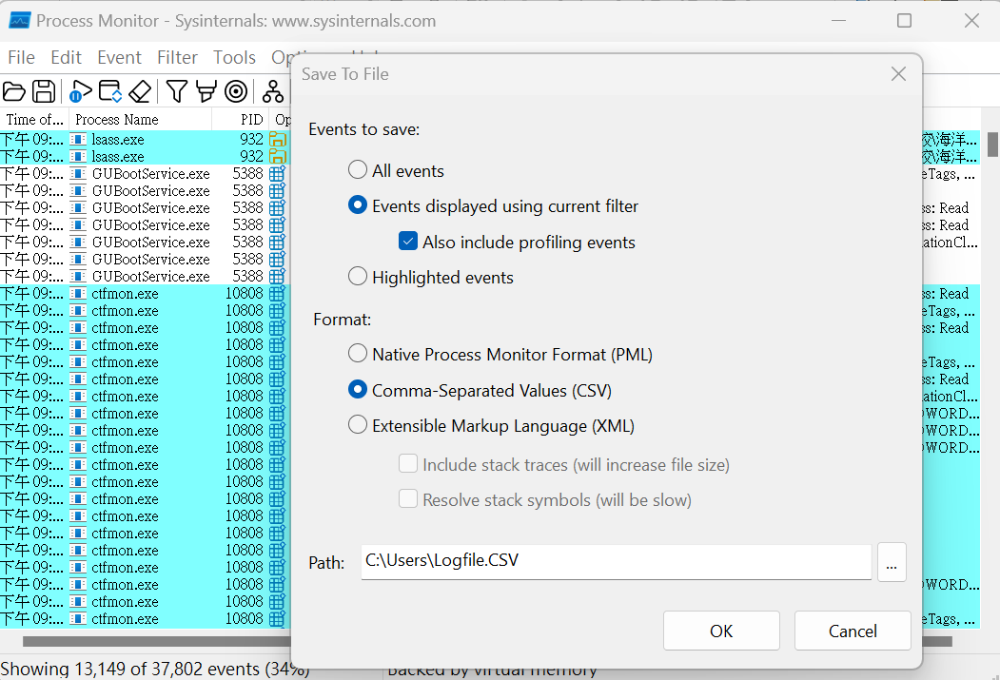 Process Monitor - Sysinternals: www.sysinternals.com
File Edit Event Filter Tools
Save To File
Time of... Process Name PID Op
Events to save:
All events
Events displayed using current filter
Also include profiling events
Highlighted events
Format:
Native Process Monitor Format (PML)
Comma-Separated Values (CSV)
Extensible Markup Language (XML)
Include stack traces (will increase file size)
Resolve stack symbols (will be slow)
Path: C:\Users\Logfile.CSV ...
OK Cancel
下午 09:... lsass.exe 932 \海洋...
下午 09:... lsass.exe 932 \海洋...
下午 09:... GUBootService.exe 5388 eTags, ...
下午 09:... GUBootService.exe 5388
下午 09:... GUBootService.exe 5388 ss: Read
下午 09:... GUBootService.exe 5388 ss: Read
下午 09:... GUBootService.exe 5388 ationCl...
下午 09:... GUBootService.exe 5388
下午 09:... GUBootService.exe 5388
下午 09:... ctfmon.exe 10808 ss: Read
下午 09:... ctfmon.exe 10808 eTags, ...
下午 09:... ctfmon.exe 10808 ss: Read
下午 09:... ctfmon.exe 10808
下午 09:... ctfmon.exe 10808 eTags, ...
下午 09:... ctfmon.exe 10808 ss: Read
下午 09:... ctfmon.exe 10808 ationCl...
下午 09:... ctfmon.exe 10808 WORD...
下午 09:... ctfmon.exe 10808 WORD...
下午 09:... ctfmon.exe 10808 WORD...
下午 09:... ctfmon.exe 10808
下午 09:... ctfmon.exe 10808
下午 09:... ctfmon.exe 10808
下午 09:... ctfmon.exe 10808
下午 09:... ctfmon.exe 10808
下午 09:... ctfmon.exe 10808
下午 09:... ctfmon.exe 10808
下午 09:... ctfmon.exe 10808 WORD...
下午 09:... ctfmon.exe 10808
下午 09:... ctfmon.exe 10808 eTags, ...
Showing 13,149 of 37,802 events (34%) Backed by virtual memory